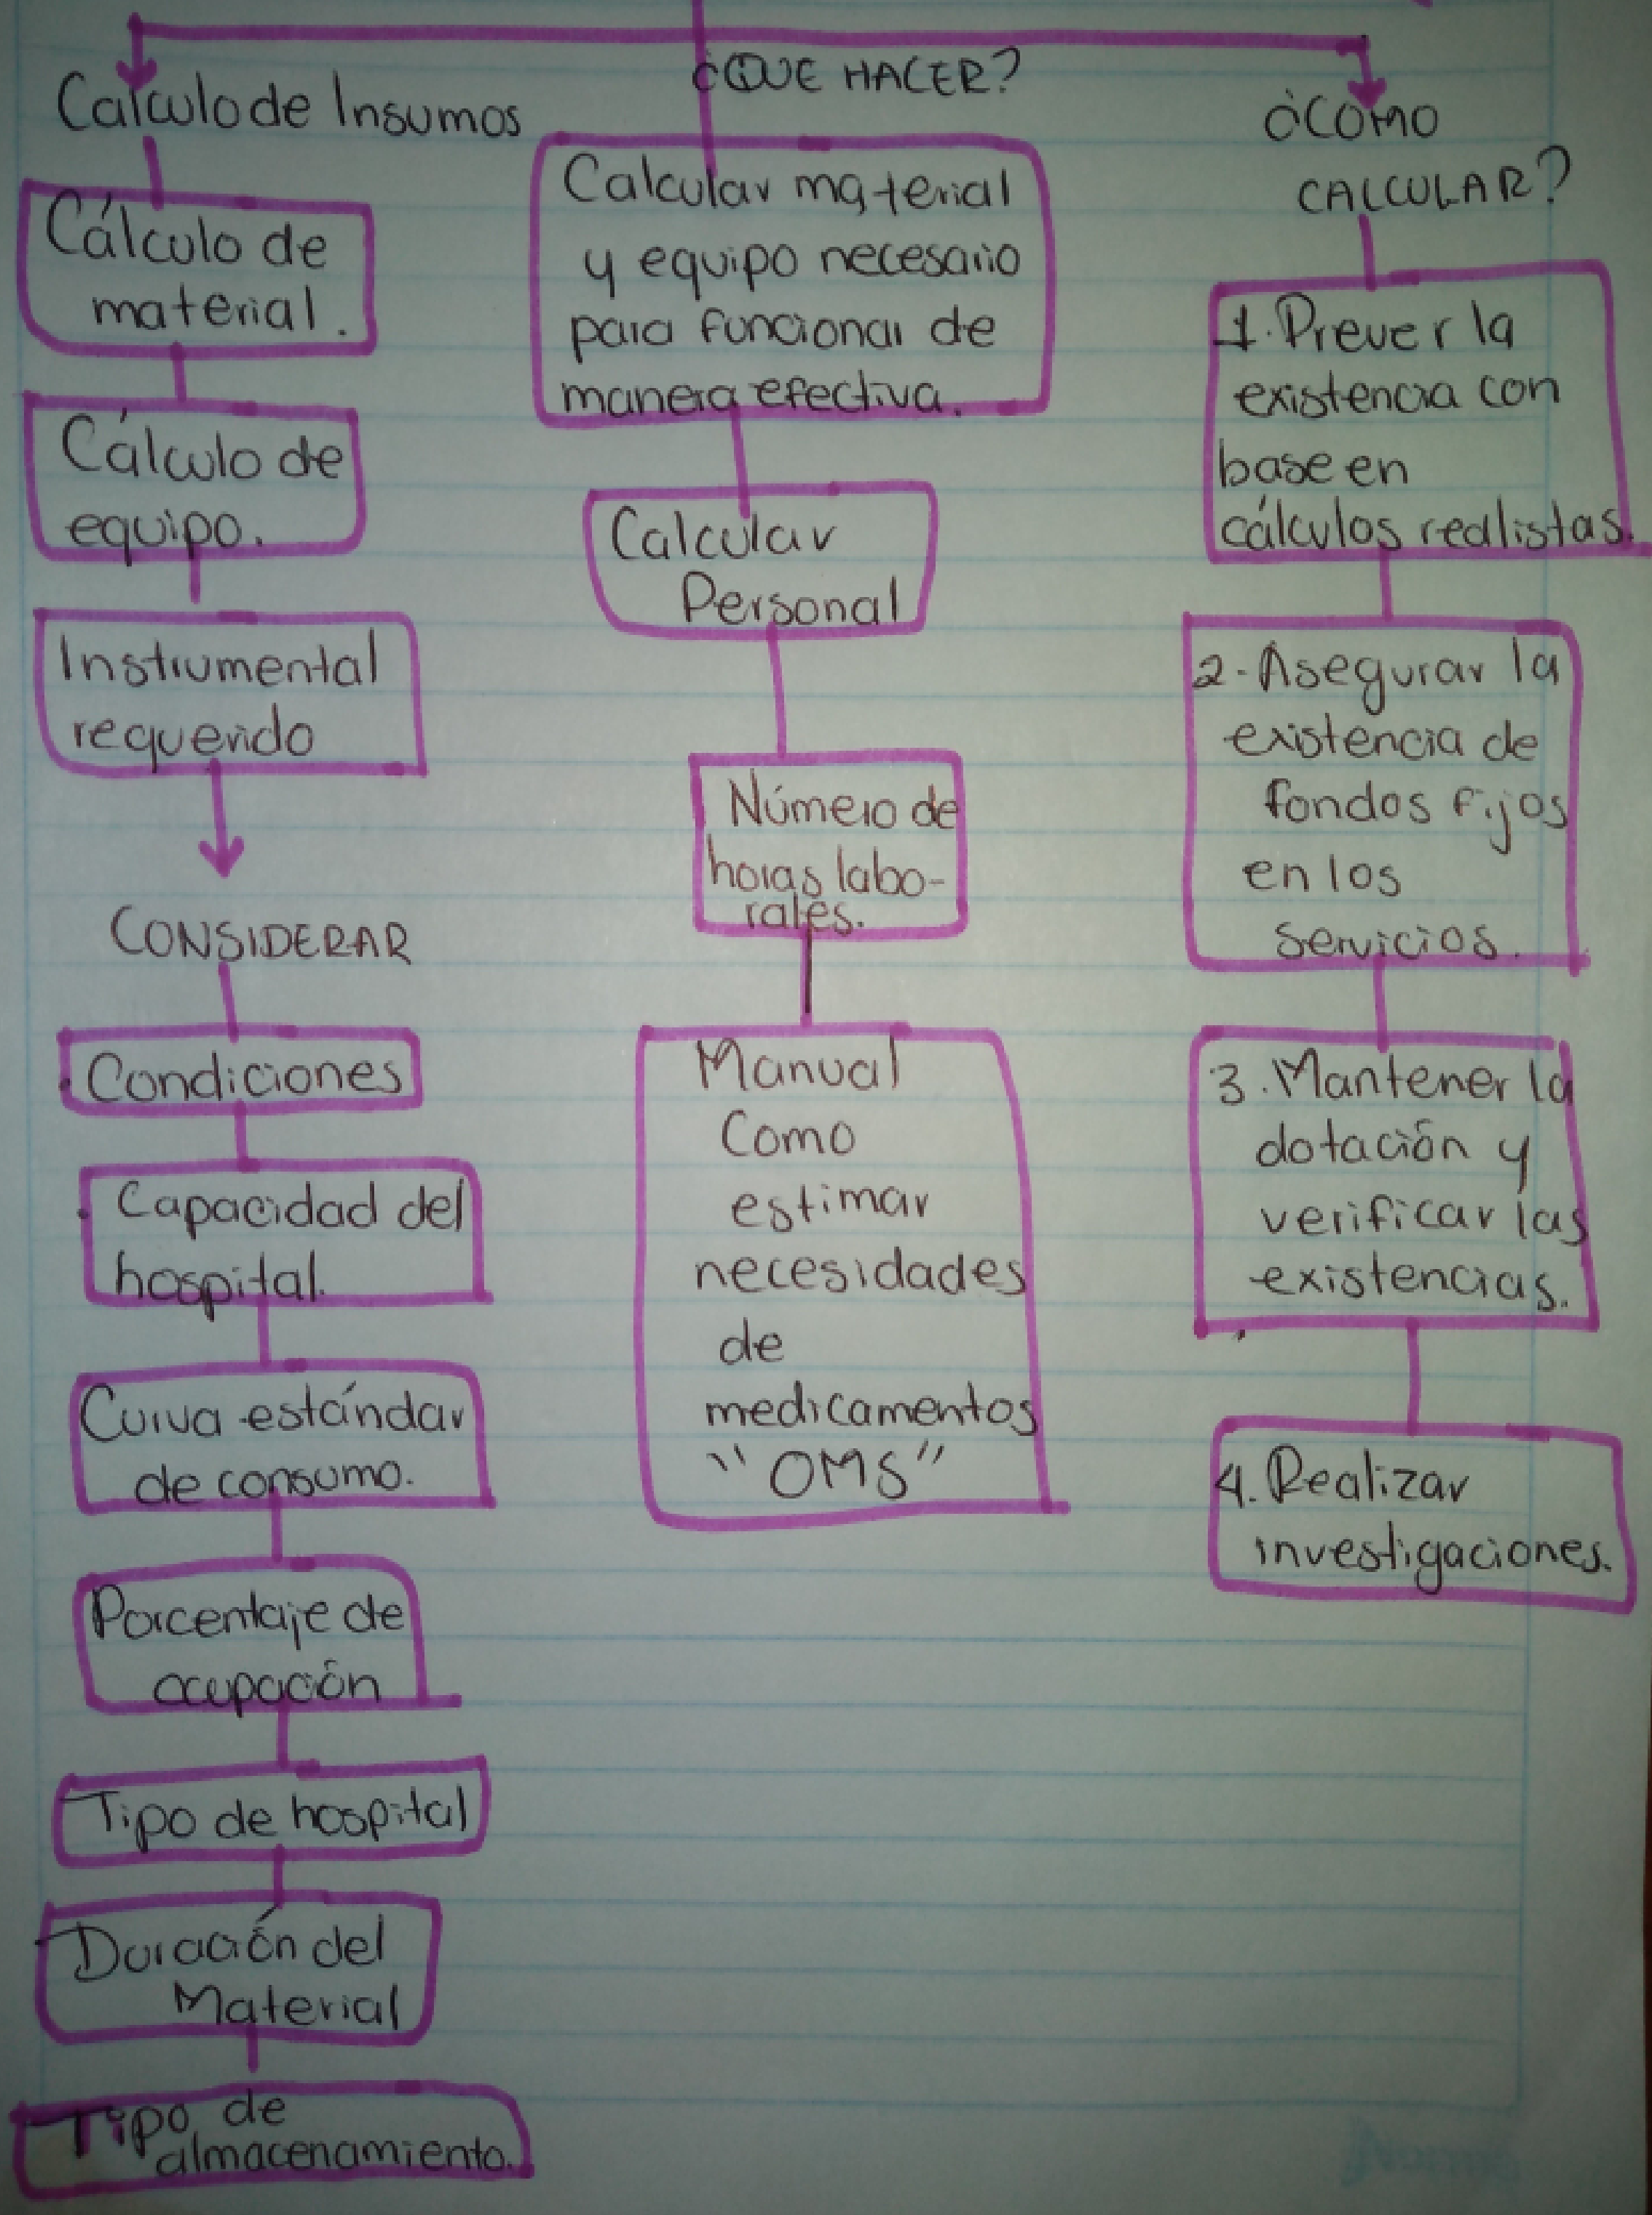 Calculo de Insumos
Cálculo de
material.
Cálculo de
equipo.
Instrumental
requerido
CONSIDERAR
Condiciones
Capacidad del
hospital.
Curva estándar
de consumo.
Porcentaje de
ocupación
Tipo de hospital
Duración del
Material
Tipo de
almacenamiento.
¿QUE HACER?
Calcular material
y equipo necesario
para funcionar de
manera efectiva.
Calcular
Personal
Número de
horas labo-
rales.
Manual
Como
estimar
necesidades
de
medicamentos
"OMS"
¿COMO
CALCULAR?
1. Prever la
existencia con
base en
cálculos realistas.
2- Asegurar la
existencia de
fondos fijos
en los
servicios.
3. Mantener la
dotación y
verificar las
existencias.
4. Realizar
investigaciones.